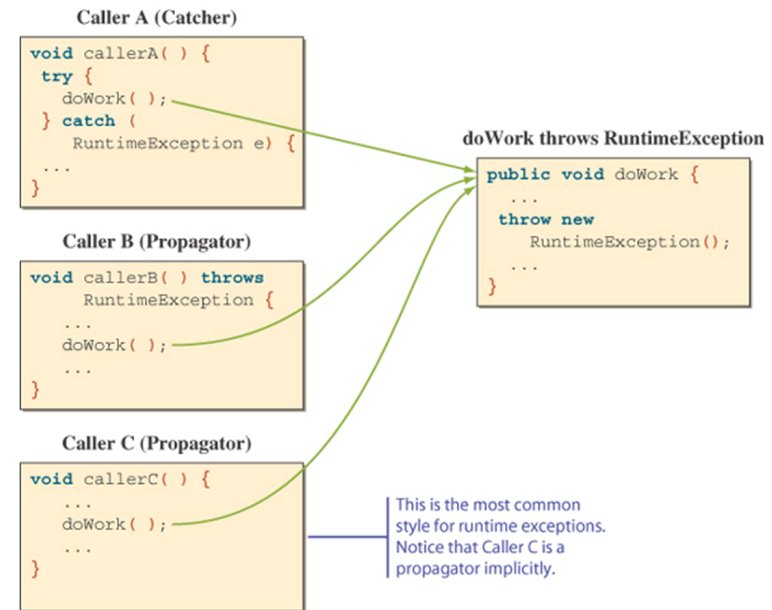 Caller A (Catcher)
void callerA( ) {
try {
doWork( );
} catch (
RuntimeException e) {
...
}
Caller B (Propagator)
void callerB( ) throws
RuntimeException {
...
doWork( );
...
}
Caller C (Propagator)
void callerC( ) {
...
doWork( );
...
}
doWork throws RuntimeException
public void doWork {
...
throw new
RuntimeException();
...
}
This is the most common
style for runtime exceptions.
Notice that Caller C is a
propagator implicitly.